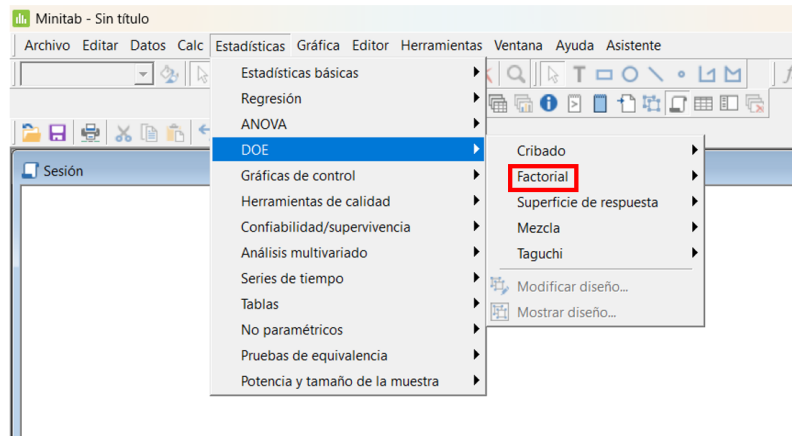 Minitab - Sin título
Archivo Editar Datos Calc Estadísticas Gráfica Editor Herramientas Ventana Ayuda Asistente
Estadísticas básicas
Regresión
ANOVA
DOE
Gráficas de control
Herramientas de calidad
Confiabilidad/supervivencia
Análisis multivariado
Series de tiempo
Tablas
No paramétricos
Pruebas de equivalencia
Potencia y tamaño de la muestra
Cribado
Factorial
Superficie de respuesta
Mezcla
Taguchi
Modificar diseño...
Mostrar diseño...
Sesión